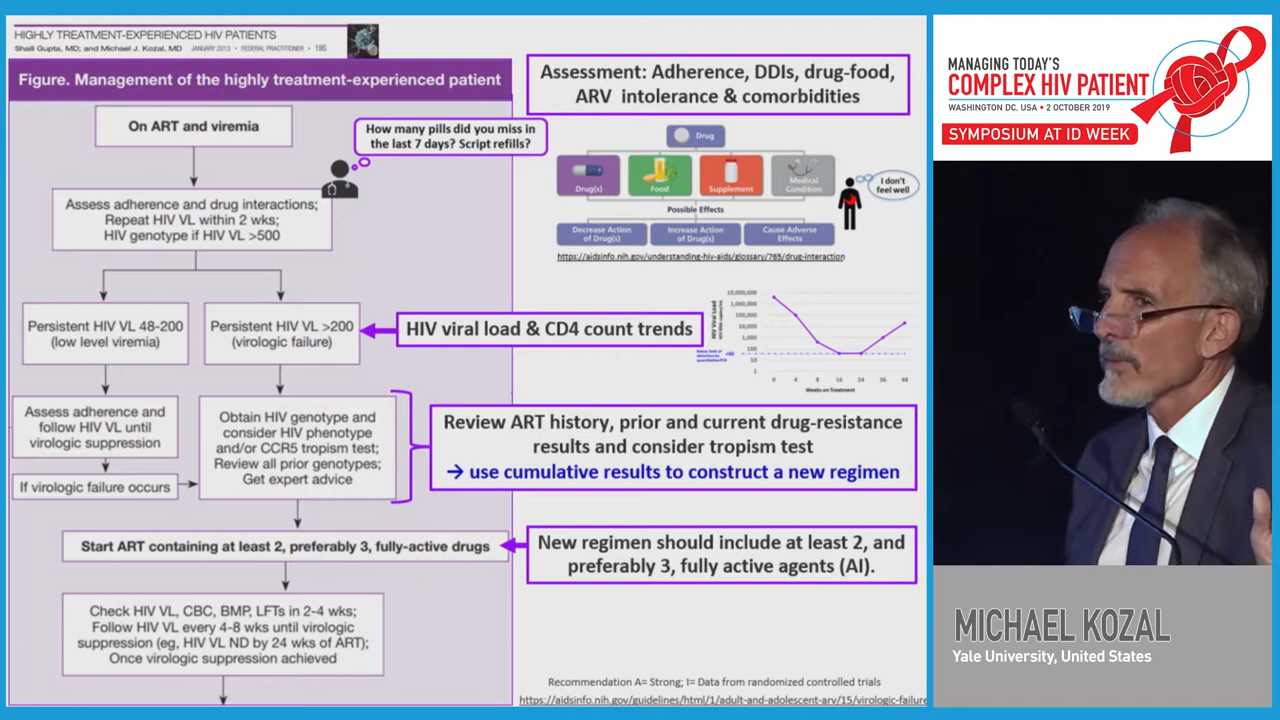 HIGHLY TREATMENT-EXPERIENCED HIV PATIENTS
Shaili Gupta, MD; and Michael J. Kozal, MD JANUARY 2013 • FEDERAL PRACTITIONER • 195
Figure. Management of the highly treatment-experienced patient
On ART and viremia
How many pills did you miss in
the last 7 days? Script refills?
Assess adherence and drug interactions;
Repeat HIV VL within 2 wks;
HIV genotype if HIV VL >500
Persistent HIV VL 48-200
(low level viremia)
Persistent HIV VL >200
(virologic failure)
Assess adherence and
follow HIV VL until
virologic suppression
If virologic failure occurs
Obtain HIV genotype and
consider HIV phenotype
and/or CCR5 tropism test;
Review all prior genotypes;
Get expert advice
Start ART containing at least 2, preferably 3, fully-active drugs
Check HIV VL, CBC, BMP, LFTs in 2-4 wks;
Follow HIV VL every 4-8 wks until virologic
suppression (eg, HIV VL ND by 24 wks of ART);
Once virologic suppression achieved
Assessment: Adherence, DDIs, drug-food,
ARV intolerance & comorbidities
Drug
Drug(s)
Food
Supplement
Medical
Condition
I don't
feel well
Possible Effects
Decrease Action
of Drug(s)
Increase Action
of Drug(s)
Cause Adverse
Effects
https://aidsinfo.nih.gov/understanding-hiv-aids/glossary/765/drug-interaction
HIV viral load & CD4 count trends
HIV Viral Load
10,000,000
1,000,000
100,000
10,000
1,000
100
10
1
0 4 8 16 24 36 48
Weeks on Treatment
Review ART history, prior and current drug-resistance
results and consider tropism test
→ use cumulative results to construct a new regimen
New regimen should include at least 2, and
preferably 3, fully active agents (AI).
Recommendation A= Strong; I= Data from randomized controlled trials
https://aidsinfo.nih.gov/guidelines/html/1/adult-and-adolescent-arv/15/virologic-failure
MANAGING TODAY'S
COMPLEX HIV PATIENT
WASHINGTON DC, USA • 2 OCTOBER 2019
SYMPOSIUM AT ID WEEK
MICHAEL KOZAL
Yale University, United States